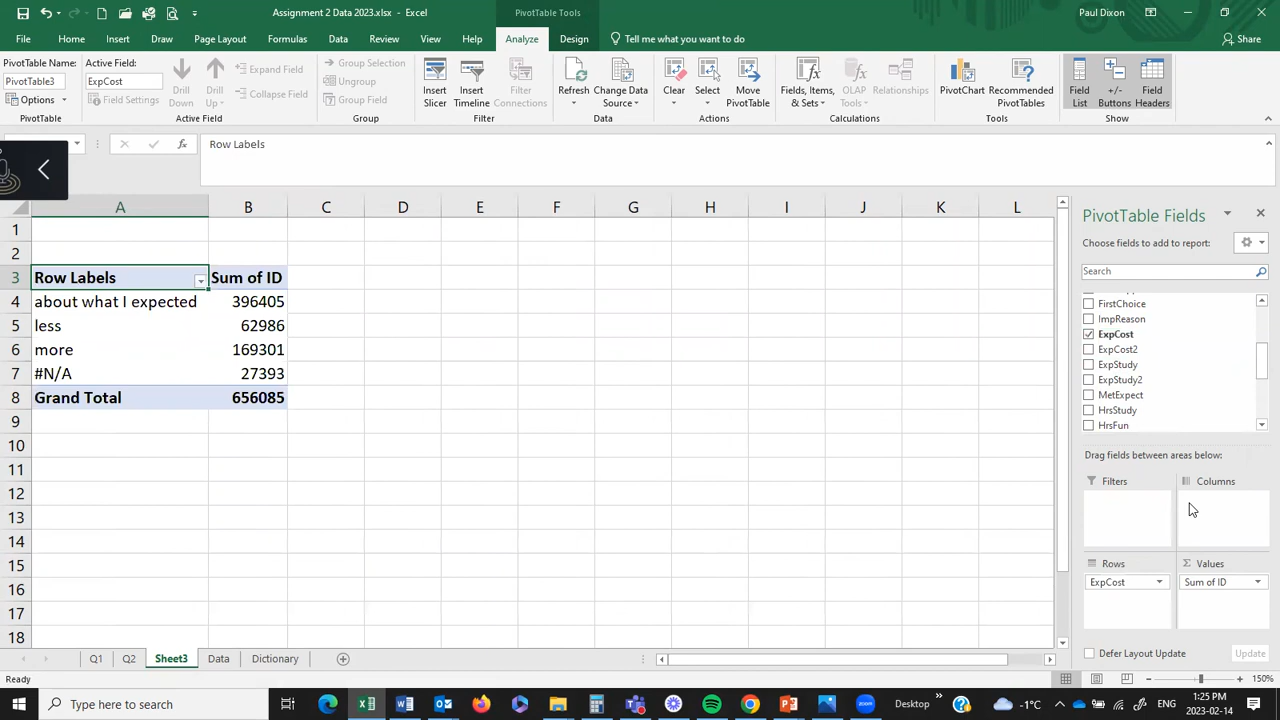 Assignment 2 Data 2023.xlsx - Excel
PivotTable Tools
Paul Dixon
File Home Insert Draw Page Layout Formulas Data Review View Help Analyze Design Tell me what you want to do Share
PivotTable Name:
PivotTable3
Options
PivotTable
Active Field:
ExpCost
Field Settings
Drill Down
Drill Up
Expand Field
Collapse Field
Active Field
Group Selection
Ungroup
Group Field
Group
Insert Slicer
Insert Timeline
Filter Connections
Filter
Refresh
Change Data Source
Data
Clear
Select
Move PivotTable
Actions
Fields, Items, & Sets
OLAP Tools
Relationships
Calculations
PivotChart
Recommended PivotTables
Tools
Field List
+/- Buttons
Field Headers
Show
fx Row Labels
A B C D E F G H I J K L
1
2
3 Row Labels Sum of ID
4 about what I expected 396405
5 less 62986
6 more 169301
7 #N/A 27393
8 Grand Total 656085
9
10
11
12
13
14
15
16
17
18
PivotTable Fields
Choose fields to add to report:
Search
FirstChoice
ImpReason
ExpCost
ExpCost2
ExpStudy
ExpStudy2
MetExpect
HrsStudy
HrsFun
Drag fields between areas below:
Filters
Columns
Rows
ExpCost
Σ Values
Sum of ID
Defer Layout Update
Update
Q1 Q2 Sheet3 Data Dictionary
Ready
150%
Type here to search
Desktop
-1°C
ENG
1:25 PM
2023-02-14